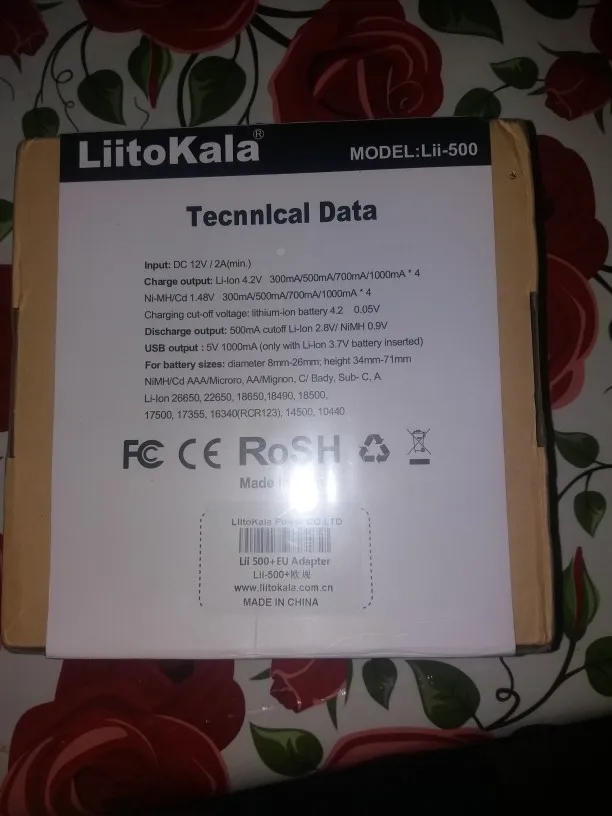 LiitoKala®
MODEL:Lii-500
TecnnIcal Data
Input: DC 12V / 2A(min.)
Charge output: Li-Ion 4.2V 300mA/500mA/700mA/1000mA * 4
Ni-MH/Cd 1.48V 300mA/500mA/700mA/1000mA * 4
Charging cut-off voltage: lithium-ion battery 4.2 0.05V
Discharge output: 500mA cutoff Li-Ion 2.8V/ NiMH 0.9V
USB output : 5V 1000mA (only with Li-Ion 3.7V battery inserted)
For battery sizes: diameter 8mm-26mm; height 34mm-71mm
NiMH/Cd AAA/Microro, AA/Mignon, C/ Bady, Sub- C, A
Li-Ion 26650, 22650, 18650,18490, 18500,
17500, 17355, 16340(RCR123), 14500, 10440
FC CE RoSH
Made
LIItoKala Power CO.LTD
Lii 500+EU Adapter
Lii-500+欧规
www.liitokala.com.cn
MADE IN CHINA